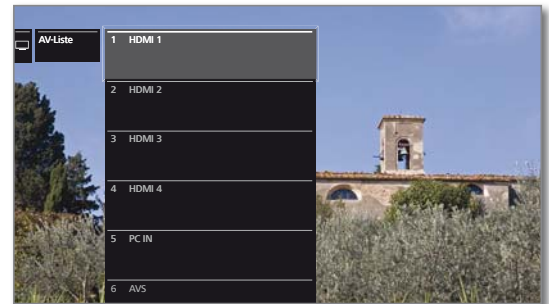 AV-Liste
1 HDMI 1
2 HDMI 2
3 HDMI 3
4 HDMI 4
5 PC IN
6 AVS